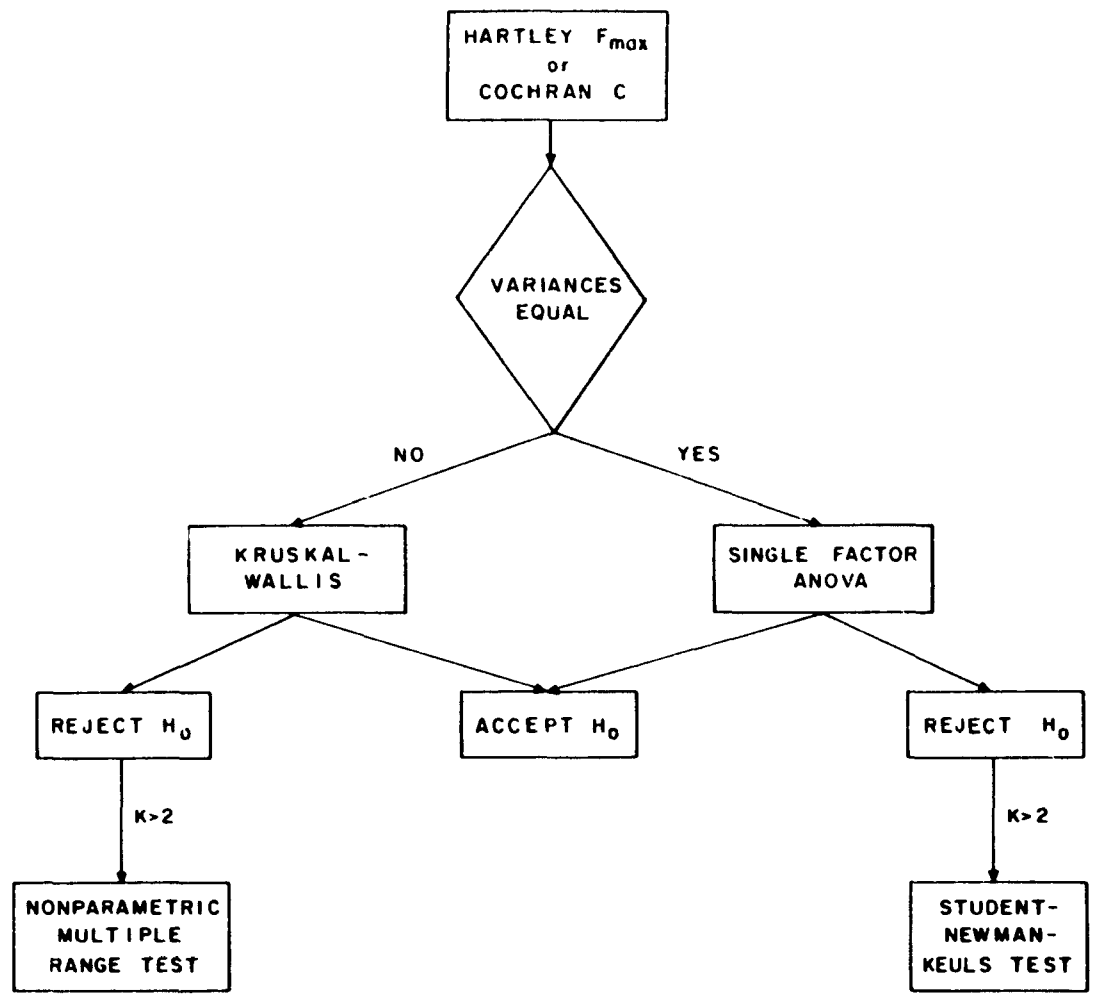 HARTLEY Fmax
or
COCHRAN C
VARIANCES
EQUAL
NO
YES
KRUSKAL-
WALLIS
SINGLE FACTOR
ANOVA
REJECT H0
ACCEPT H0
REJECT H0
K>2
K>2
NONPARAMETRIC
MULTIPLE
RANGE TEST
STUDENT-
NEWMAN-
KEULS TEST